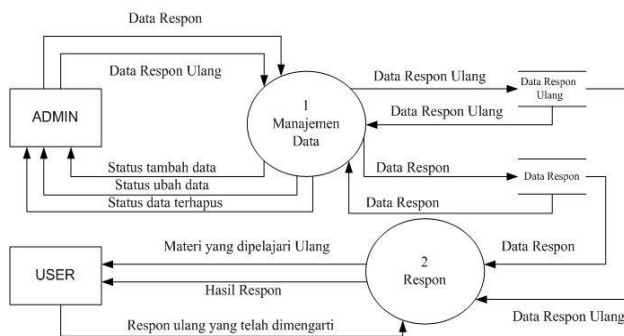 Data Respon
Data Respon Ulang
ADMIN
1
Manajemen
Data
Data Respon Ulang
Data Respon
Ulang
Data Respon Ulang
Status tambah data
Status ubah data
Status data terhapus
Data Respon
Data Respon
Data Respon
Materi yang dipelajari Ulang
USER
Hasil Respon
2
Respon
Data Respon
Respon ulang yang telah dimengarti
Data Respon Ulang